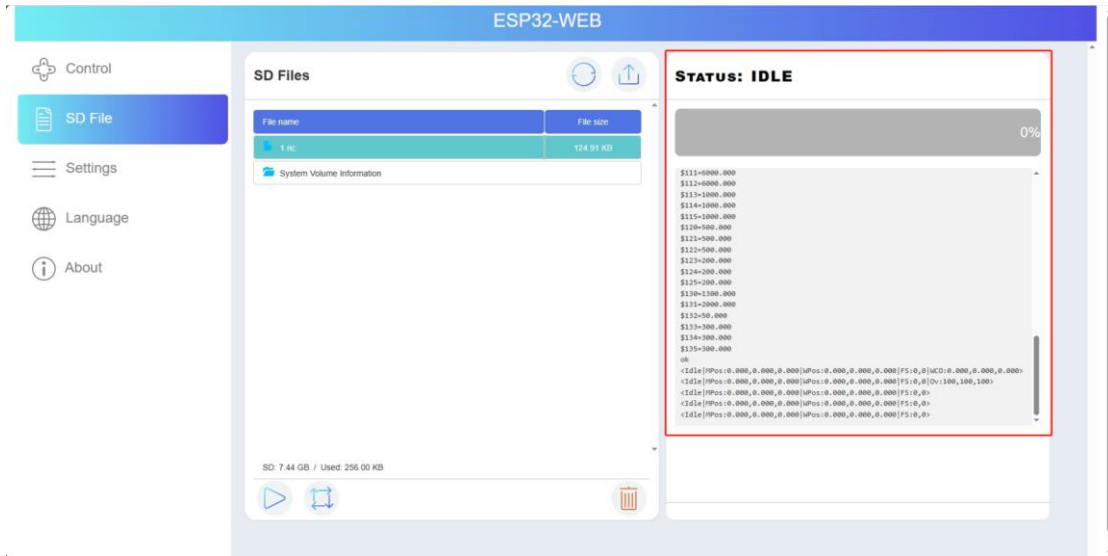 ESP32-WEB
Control
SD File
Settings
Language
About
SD Files
File name File size
1.nc 124.91 KB
System Volume Information
SD: 7.44 GB / Used: 256.00 KB
STATUS: IDLE
0%
$111=6000.000
$112=6000.000
$113=1000.000
$114=1000.000
$115=1000.000
$120=500.000
$121=500.000
$122=500.000
$123=200.000
$124=200.000
$125=200.000
$130=1300.000
$131=2000.000
$132=50.000
$133=300.000
$134=300.000
$135=300.000
ok
<Idle|MPos:0.000,0.000,0.000|WPos:0.000,0.000,0.000|FS:0,0|WCO:0.000,0.000,0.000>
<Idle|MPos:0.000,0.000,0.000|WPos:0.000,0.000,0.000|FS:0,0|Ov:100,100,100>
<Idle|MPos:0.000,0.000,0.000|WPos:0.000,0.000,0.000|FS:0,0>
<Idle|MPos:0.000,0.000,0.000|WPos:0.000,0.000,0.000|FS:0,0>
<Idle|MPos:0.000,0.000,0.000|WPos:0.000,0.000,0.000|FS:0,0>